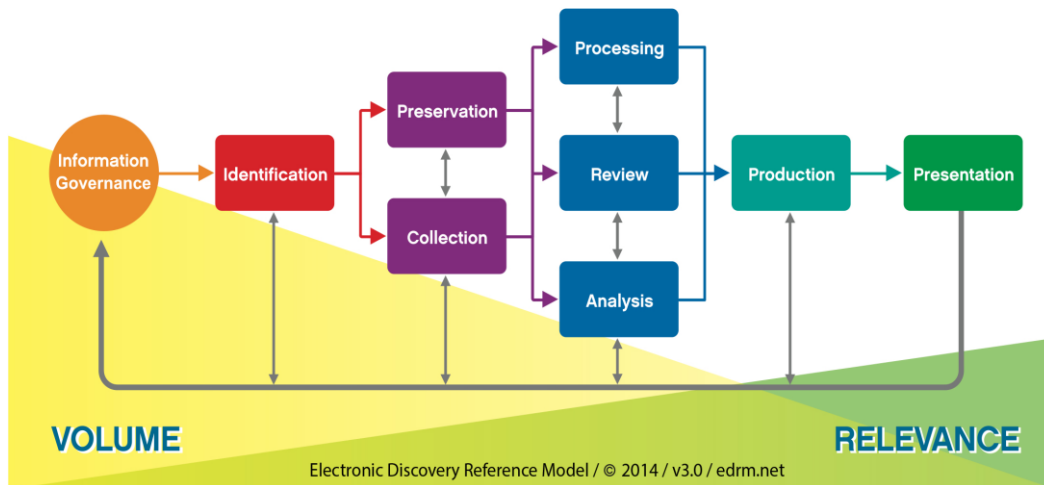 Processing
Preservation
Information
Governance
Identification
Review
Production
Presentation
Collection
Analysis
VOLUME
RELEVANCE
Electronic Discovery Reference Model / © 2014 / v3.0 / edrm.net